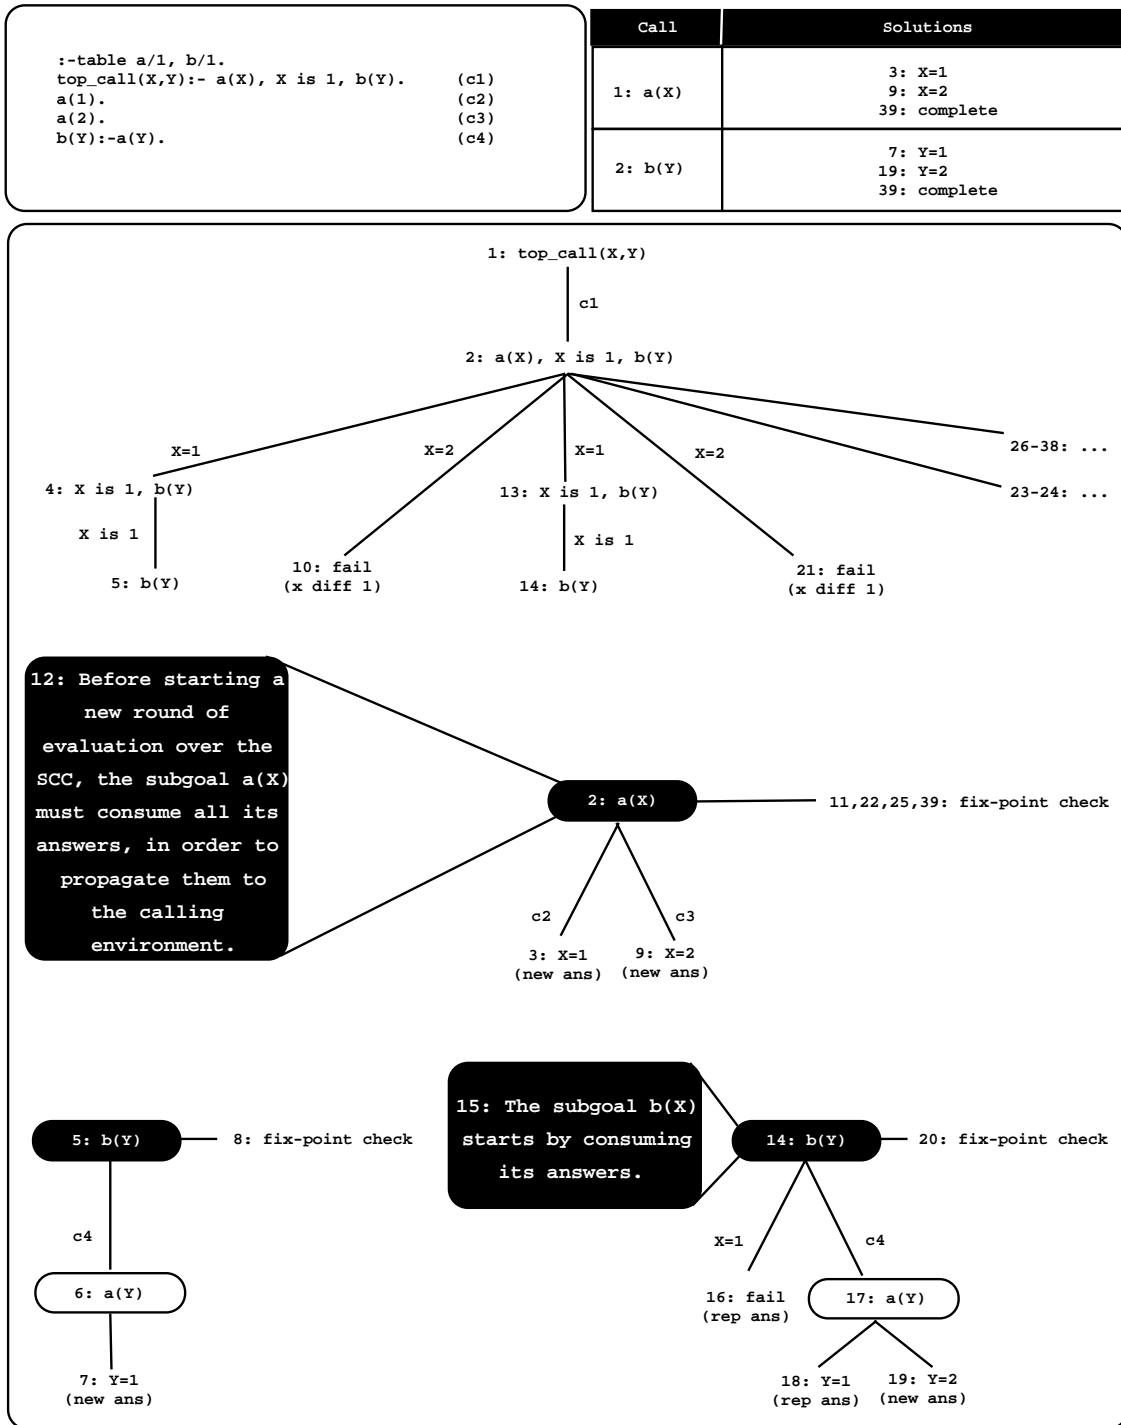 :-table a/1, b/1.
top_call(X,Y):- a(X), X is 1, b(Y). (c1)
a(1). (c2)
a(2). (c3)
b(Y):-a(Y). (c4)
Call Solutions
1: a(X)
3: X=1
9: X=2
39: complete
2: b(Y)
7: Y=1
19: Y=2
39: complete
1: top_call(X,Y)
c1
2: a(X), X is 1, b(Y)
X=1
X=2
X=1
X=2
26-38: ...
23-24: ...
4: X is 1, b(Y)
13: X is 1, b(Y)
X is 1
X is 1
5: b(Y)
10: fail
(x diff 1)
14: b(Y)
21: fail
(x diff 1)
12: Before starting a
new round of
evaluation over the
SCC, the subgoal a(X)
must consume all its
answers, in order to
propagate them to
the calling
environment.
2: a(X)
11,22,25,39: fix-point check
c2
c3
3: X=1
(new ans)
9: X=2
(new ans)
5: b(Y)
8: fix-point check
c4
6: a(Y)
7: Y=1
(new ans)
15: The subgoal b(X)
starts by consuming
its answers.
14: b(Y)
20: fix-point check
X=1
c4
16: fail
(rep ans)
17: a(Y)
18: Y=1
(rep ans)
19: Y=2
(new ans)